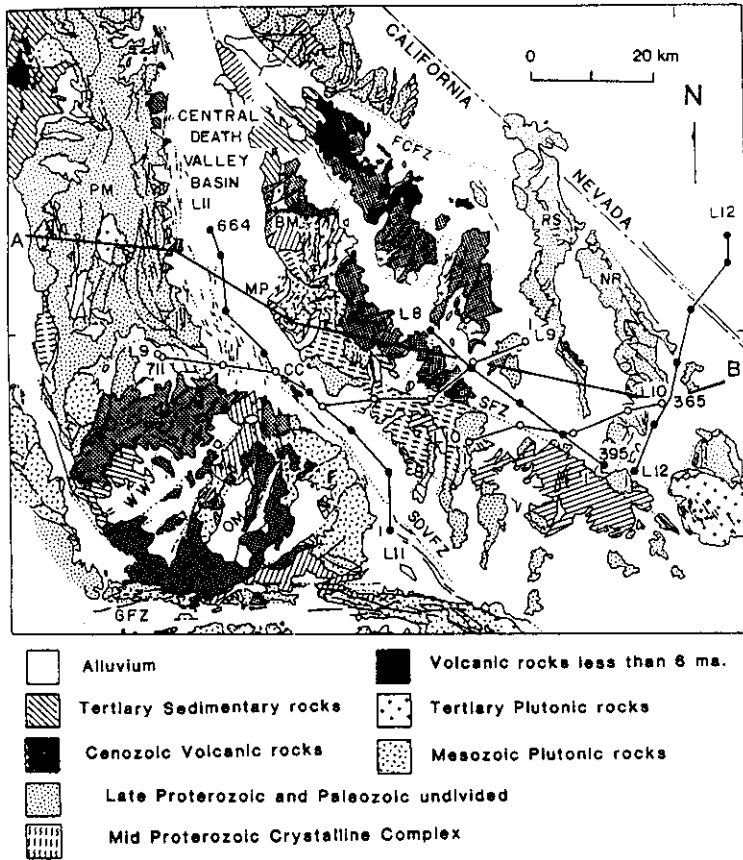 CALIFORNIA
NEVADA
0 20 km
N
CENTRAL
DEATH
VALLEY
BASIN
L11
664
FCFZ
PM
A
BM
MP
RS
NR
L12
L8
L9
L9
711
CC
SFZ
L10
L10
365
B
395
L12
WW
OM
SDVFZ
L11
GFZ
Alluvium
Volcanic rocks less than 6 ma.
Tertiary Sedimentary rocks
Tertiary Plutonic rocks
Cenozoic Volcanic rocks
Mesozoic Plutonic rocks
Late Proterozoic and Paleozoic undivided
Mid Proterozoic Crystalline Complex